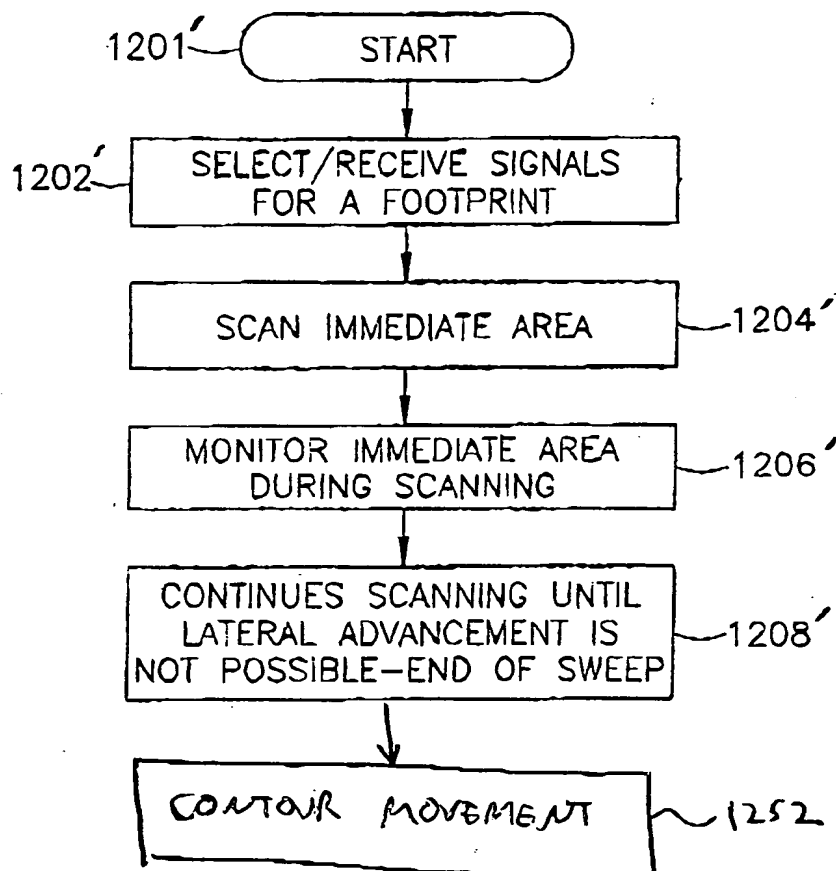 1201'
START
1202'
SELECT/RECEIVE SIGNALS
FOR A FOOTPRINT
SCAN IMMEDIATE AREA
1204'
MONITOR IMMEDIATE AREA
DURING SCANNING
1206'
CONTINUES SCANNING UNTIL
LATERAL ADVANCEMENT IS
NOT POSSIBLE-END OF SWEEP
1208'
CONTOUR MOVEMENT
1252